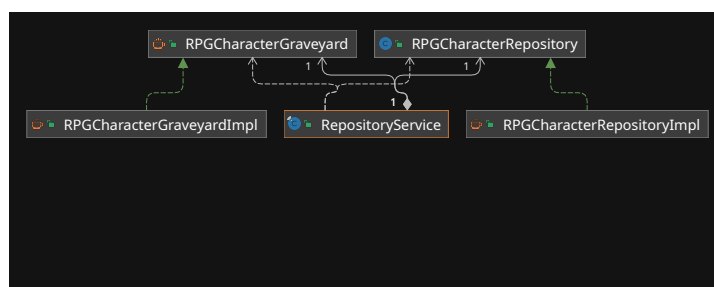 RPGCharacterGraveyard
RPGCharacterRepository
1
1
1
RPGCharacterGraveyardImpl
RepositoryService
RPGCharacterRepositoryImpl